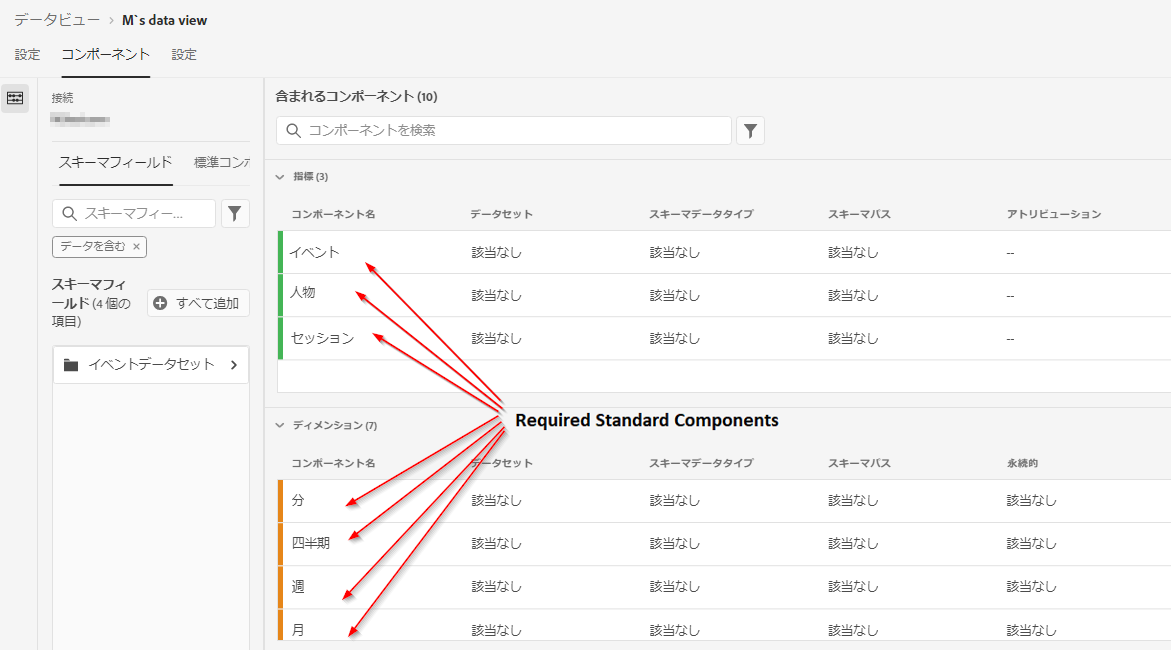 データビュー > M`s data view
設定 コンポーネント 設定
接続
スキーマフィールド 標準コンポ
スキーマフィー...
データを含む ×
スキーマフィ
ールド (4 個の
項目)
すべて追加
イベントデータセット
含まれるコンポーネント (10)
コンポーネントを検索
指標 (3)
コンポーネント名 データセット スキーマデータタイプ スキーマパス アトリビューション
イベント 該当なし 該当なし 該当なし --
人物 該当なし 該当なし 該当なし --
セッション 該当なし 該当なし 該当なし --
Required Standard Components
ディメンション (7)
コンポーネント名 データセット スキーマデータタイプ スキーマパス 永続的
分 該当なし 該当なし 該当なし 該当なし
四半期 該当なし 該当なし 該当なし 該当なし
週 該当なし 該当なし 該当なし 該当なし
月 該当なし 該当なし 該当なし 該当なし